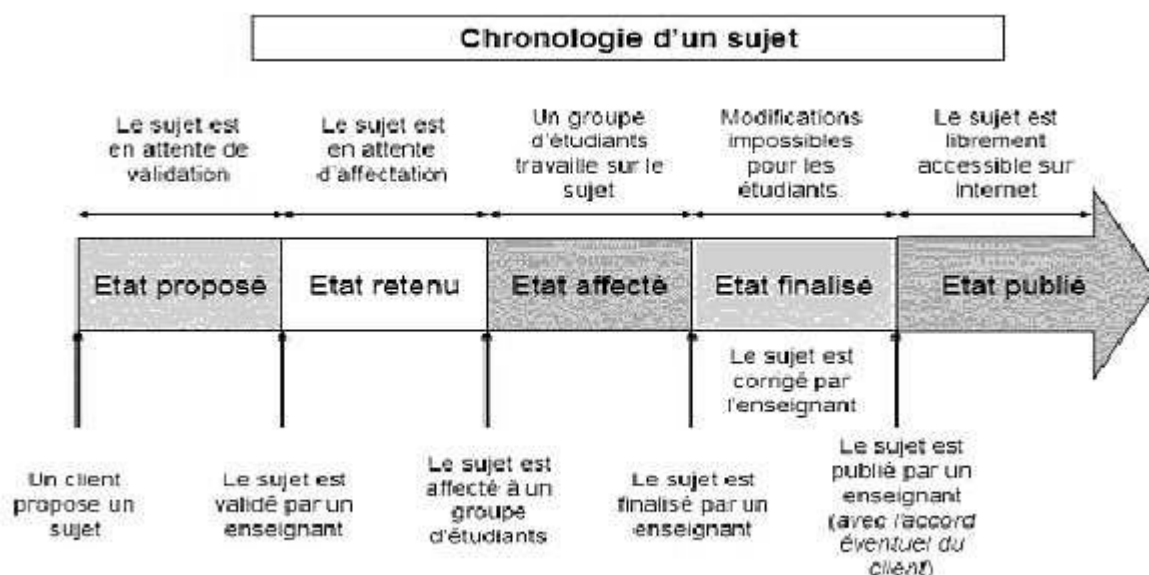 Chronologie d'un sujet
Le sujet est
en attente de
validation
Le sujet est
en attente
d'affectation
Un groupe
d'étudiants
travaille sur le
sujet
Modifications
impossibles
pour les
étudiants
Le sujet est
librement
accessible sur
internet
Etat proposé
Etat retenu
Etat affecté
Etat finalisé
Etat publié
Le sujet est
corrigé par
l'enseignant
Un client
propose un
sujet
Le sujet est
validé par un
enseignant
Le sujet est
affecté à un
groupe
d'étudiants
Le sujet est
finalisé par un
enseignant
Le sujet est
publié par un
enseignant
(avec l'accord
éventuel du
client)